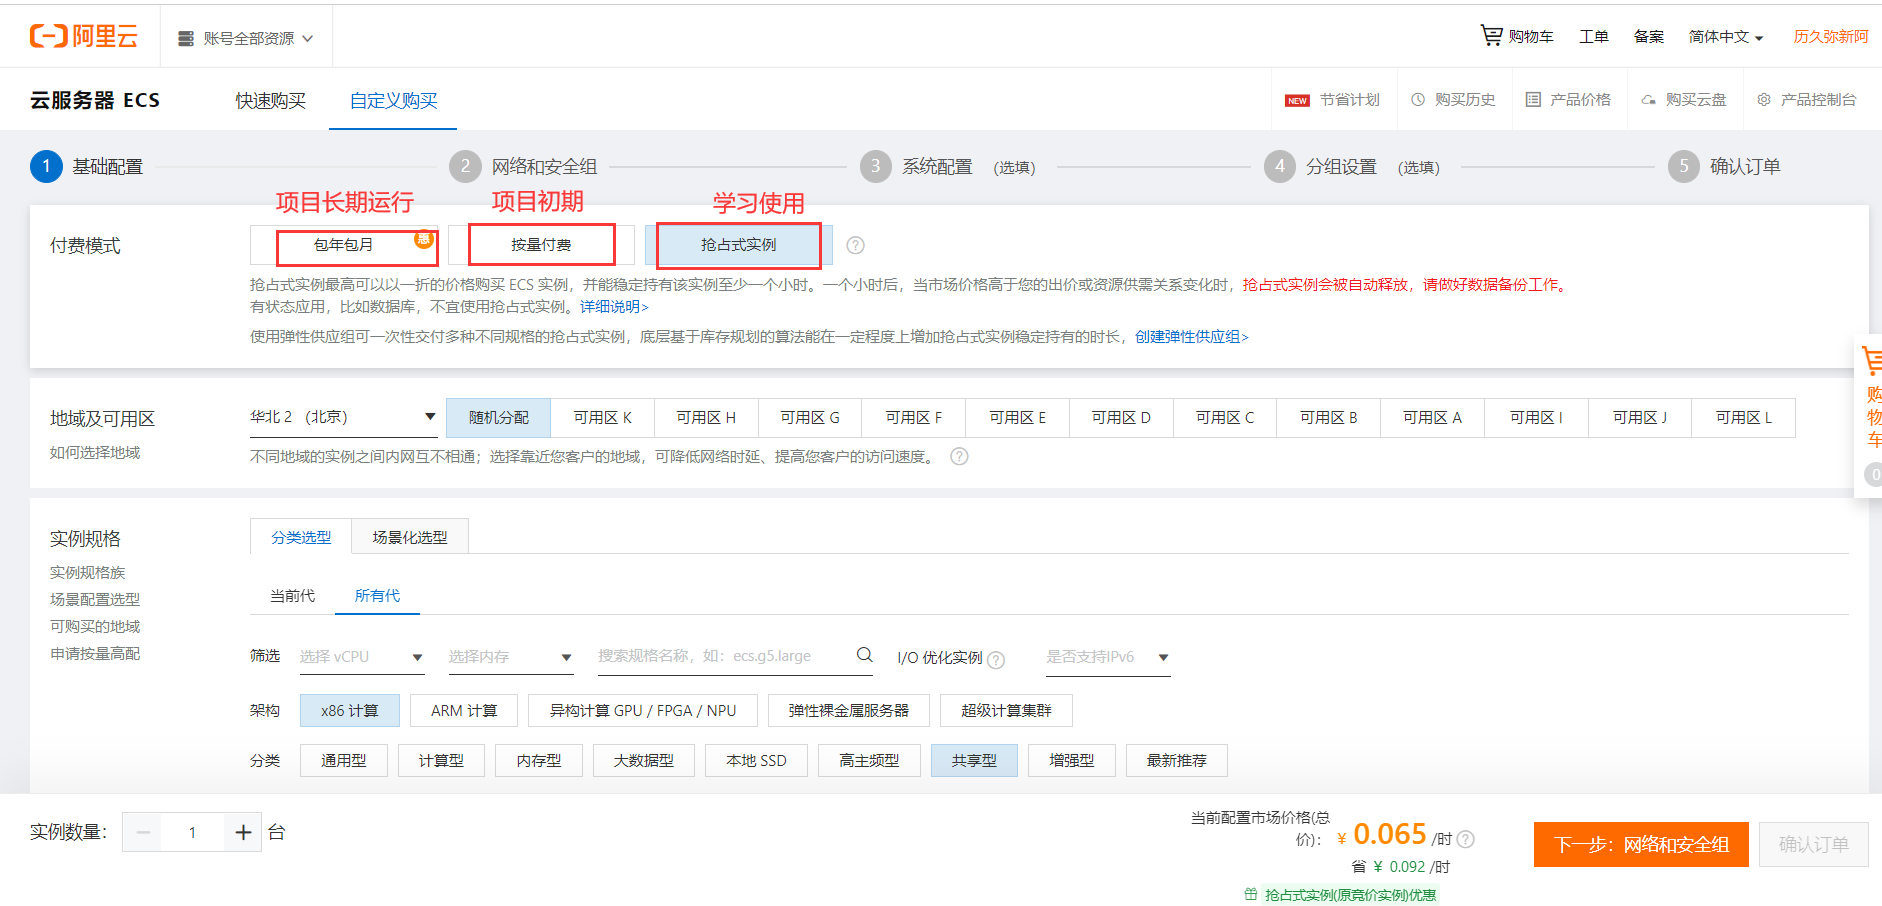 阿里云
账号全部资源
购物车
工单
备案
简体中文
历久弥新阿
云服务器 ECS
快速购买
自定义购买
NEW 节省计划
购买历史
产品价格
购买云盘
产品控制台
1 基础配置
2 网络和安全组
3 系统配置 (选填)
4 分组设置 (选填)
5 确认订单
项目长期运行
项目初期
学习使用
付费模式
包年包月
惠
按量付费
抢占式实例
?
抢占式实例最高可以以一折的价格购买 ECS 实例，并能稳定持有该实例至少一个小时。一个小时后，当市场价格高于您的出价或资源供需关系变化时，抢占式实例会被自动释放，请做好数据备份工作。
有状态应用，比如数据库，不宜使用抢占式实例。详细说明>
使用弹性供应组可一次性交付多种不同规格的抢占式实例，底层基于库存规划的算法能在一定程度上增加抢占式实例稳定持有的时长，创建弹性供应组>
购物车
0
地域及可用区
如何选择地域
华北 2 （北京）
随机分配
可用区 K
可用区 H
可用区 G
可用区 F
可用区 E
可用区 D
可用区 C
可用区 B
可用区 A
可用区 I
可用区 J
可用区 L
不同地域的实例之间内网互不相通；选择靠近您客户的地域，可降低网络时延、提高您客户的访问速度。 ?
实例规格
实例规格族
场景配置选型
可购买的地域
申请按量高配
分类选型
场景化选型
当前代
所有代
筛选
选择 vCPU
选择内存
搜索规格名称，如：ecs.g5.large
I/O 优化实例 ?
是否支持IPv6
架构
x86 计算
ARM 计算
异构计算 GPU / FPGA / NPU
弹性裸金属服务器
超级计算集群
分类
通用型
计算型
内存型
大数据型
本地 SSD
高主频型
共享型
增强型
最新推荐
实例数量：
1
台
当前配置市场价格(总
价)： ¥ 0.065 /时 ?
省 ¥ 0.092 /时
抢占式实例(原竞价实例)优惠
下一步：网络和安全组
确认订单